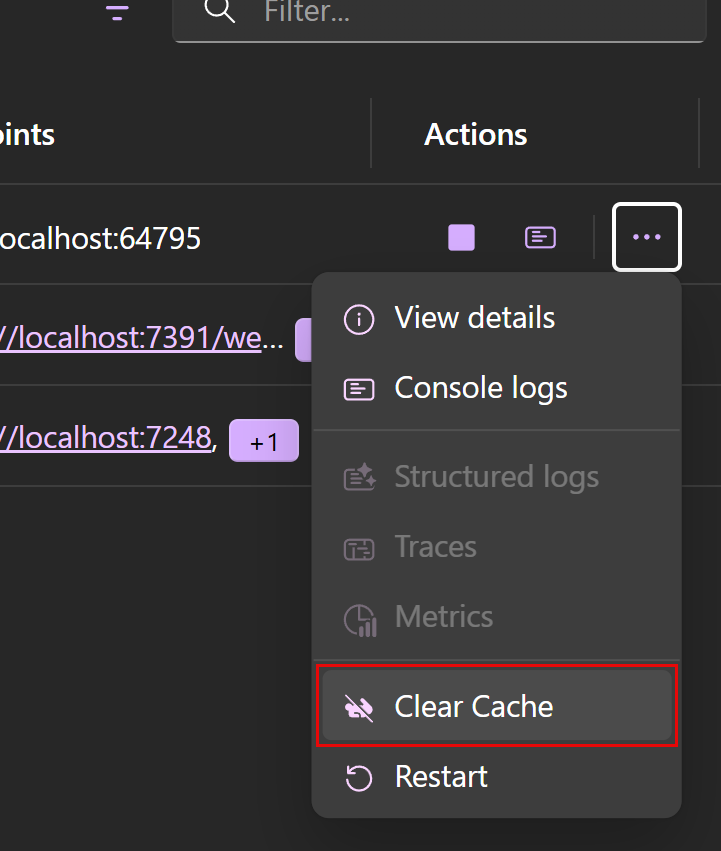 Filter...
oints
Actions
localhost:64795
//localhost:7391/we...
//localhost:7248,
+1
View details
Console logs
Structured logs
Traces
Metrics
Clear Cache
Restart